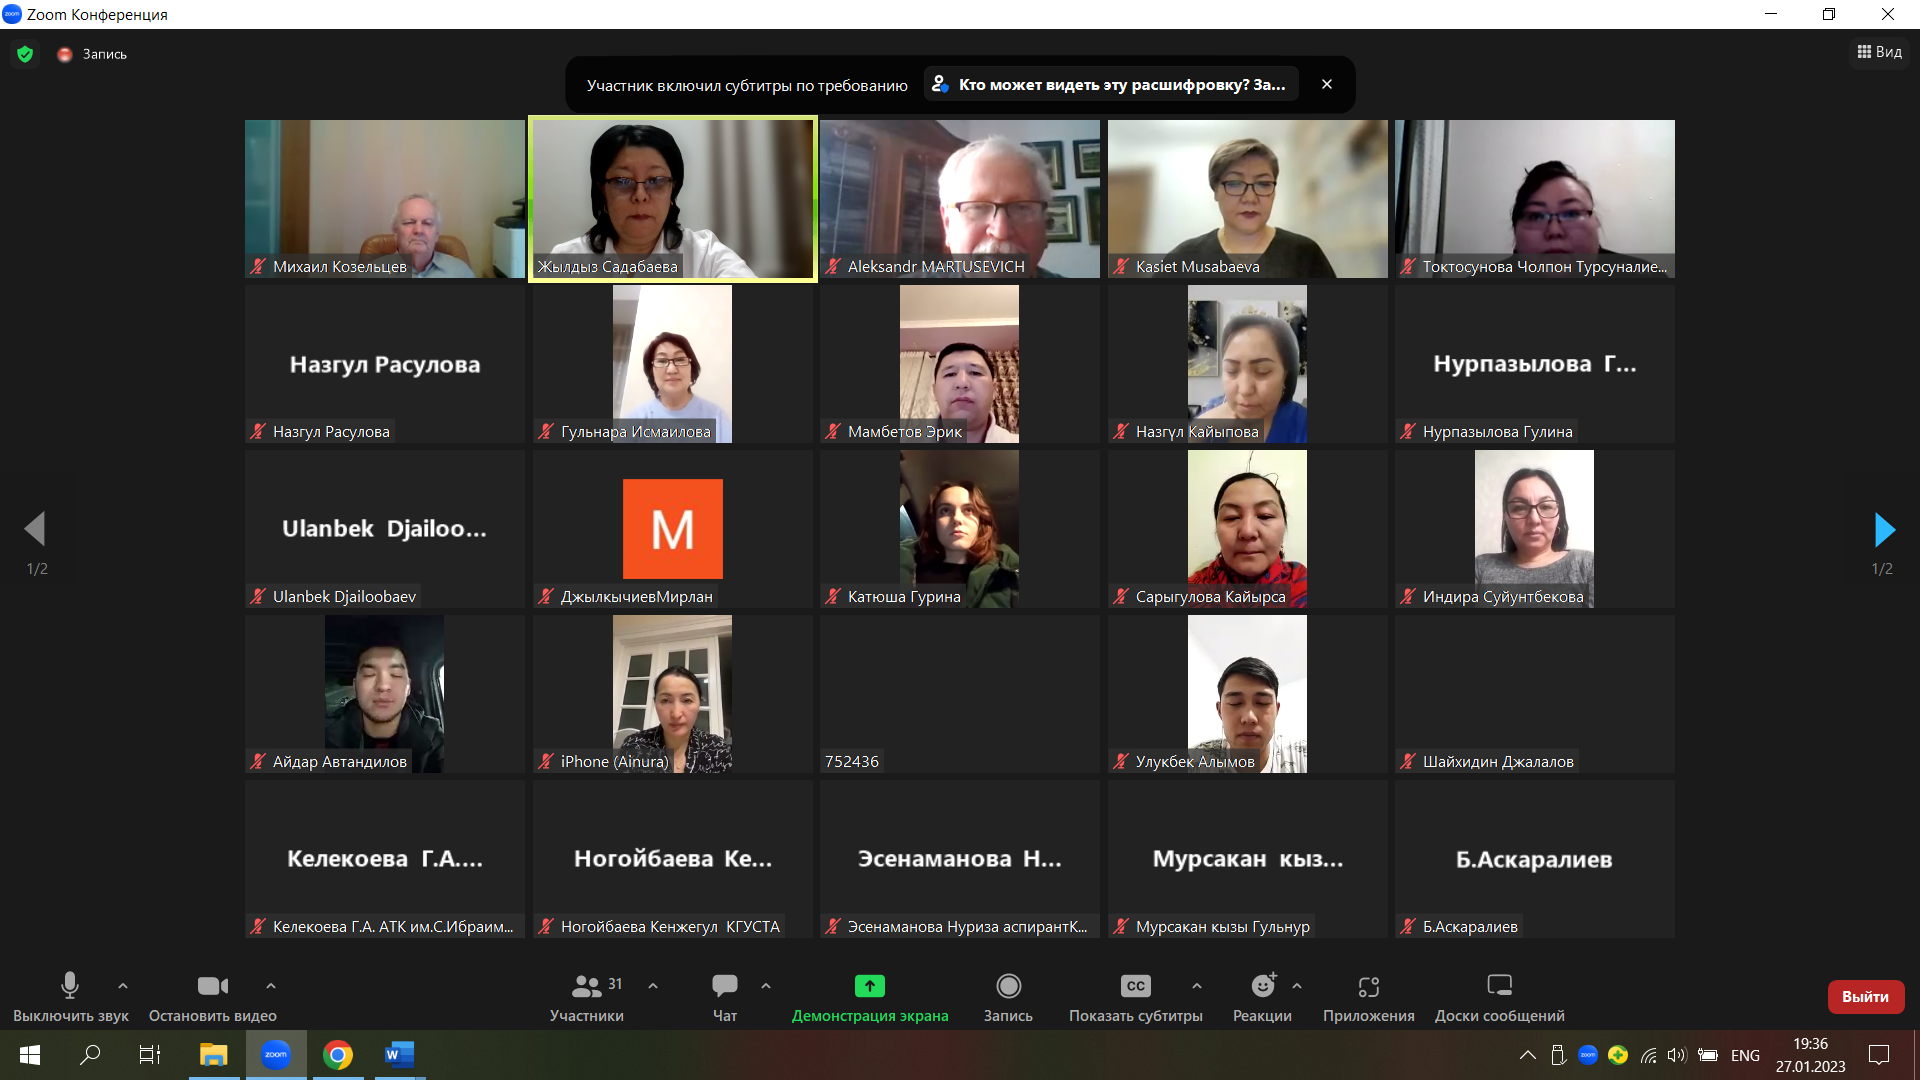 Zoom Конференция
Запись
Вид
Участник включил субтитры по требованию
Кто может видеть эту расшифровку? За...
Михаил Козельцев
Жылдыз Садабаева
Aleksandr MARTUSEVICH
Kasiet Musabaeva
Токтосунова Чолпон Турсуналие...
Назгул Расулова
Нурпазылова Г...
Назгул Расулова
Гульнара Исмаилова
Мамбетов Эрик
Назгүл Кайыпова
Нурпазылова Гулина
Ulanbek Djailoo...
M
1/2
1/2
Ulanbek Djailoobaev
ДжылкычиевМирлан
Катюша Гурина
Сарыгулова Кайырса
Индира Суйунтбекова
Айдар Автандилов
iPhone (Ainura)
752436
Улукбек Алымов
Шайхидин Джалалов
Келекоева Г.А....
Ногойбаева Ке...
Эсенаманова Н...
Мурсакан кыз...
Б.Аскаралиев
Келекоева Г.А. АТК им.С.Ибраим...
Ногойбаева Кенжегул КГУСТА
Эсенаманова Нуриза аспирантК...
Мурсакан кызы Гульнур
Б.Аскаралиев
31
CC
Выключить звук
Остановить видео
Участники
Чат
Демонстрация экрана
Запись
Показать субтитры
Реакции
Приложения
Доски сообщений
Выйти
zoom
W
zoom
ENG
19:36
27.01.2023